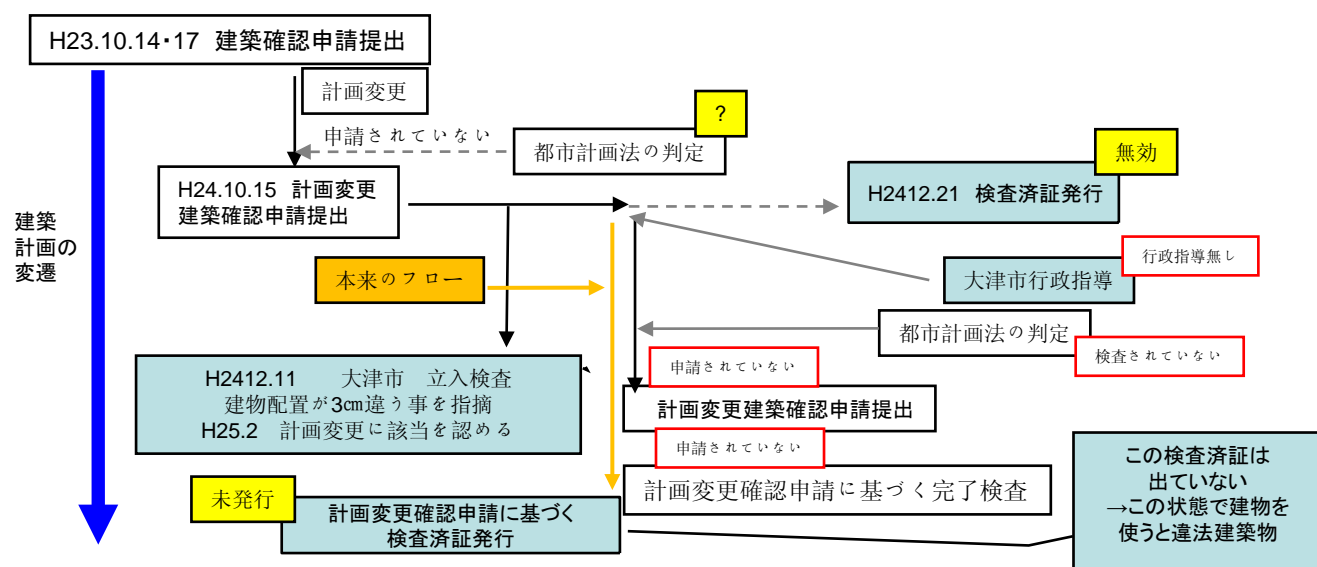 H23.10.14・17 建築確認申請提出
計画変更
?
申請されていない
都市計画法の判定
無効
H24.10.15 計画変更
建築確認申請提出
H2412.21 検査済証発行
建築
計画の
変遷
行政指導無し
本来のフロー
大津市行政指導
都市計画法の判定
検査されていない
H2412.11 大津市 立入検査
建物配置が3㎝違う事を指摘
H25.2 計画変更に該当を認める
申請されていない
計画変更建築確認申請提出
申請されていない
計画変更確認申請に基づく完了検査
この検査済証は
出ていない
→この状態で建物を
使うと違法建築物
未発行
計画変更確認申請に基づく
検査済証発行